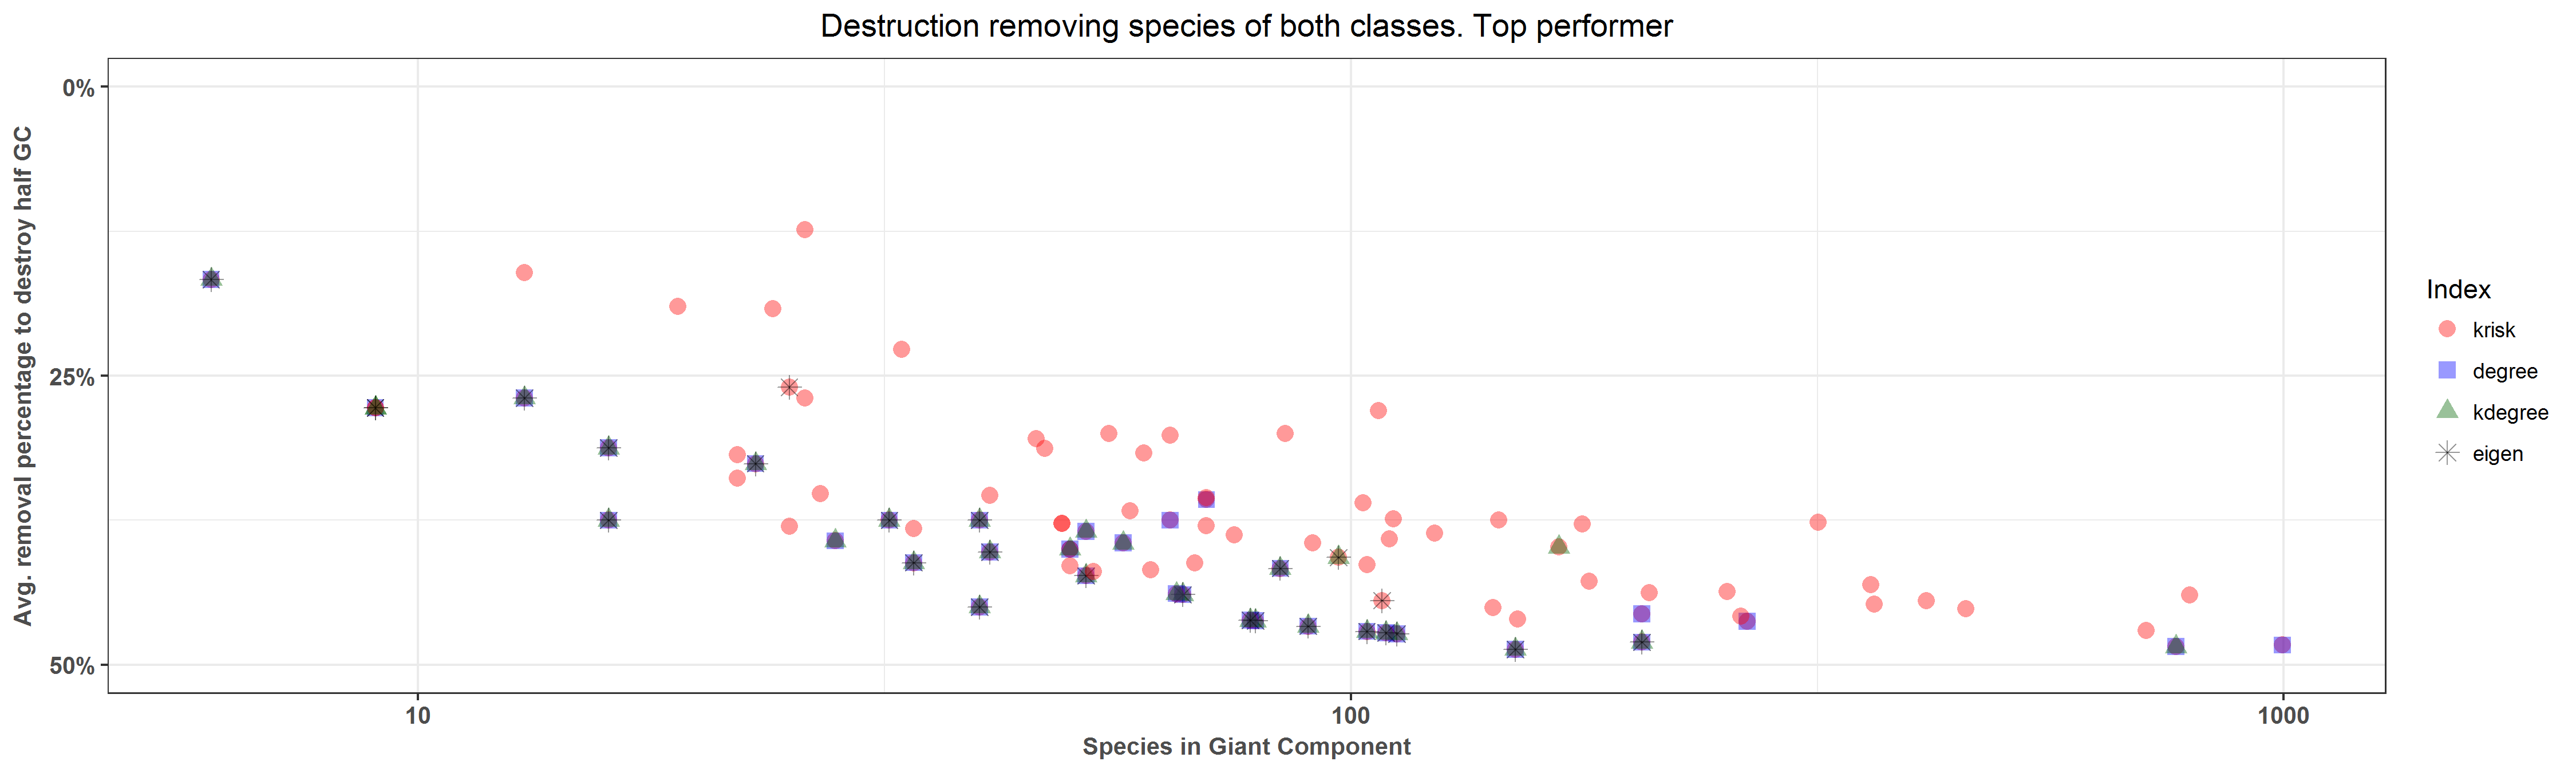 Destruction removing species of both classes. Top performer
Avg. removal percentage to destroy half GC
0%
25%
50%
10
100
1000
Species in Giant Component
Index
krisk
degree
kdegree
eigen